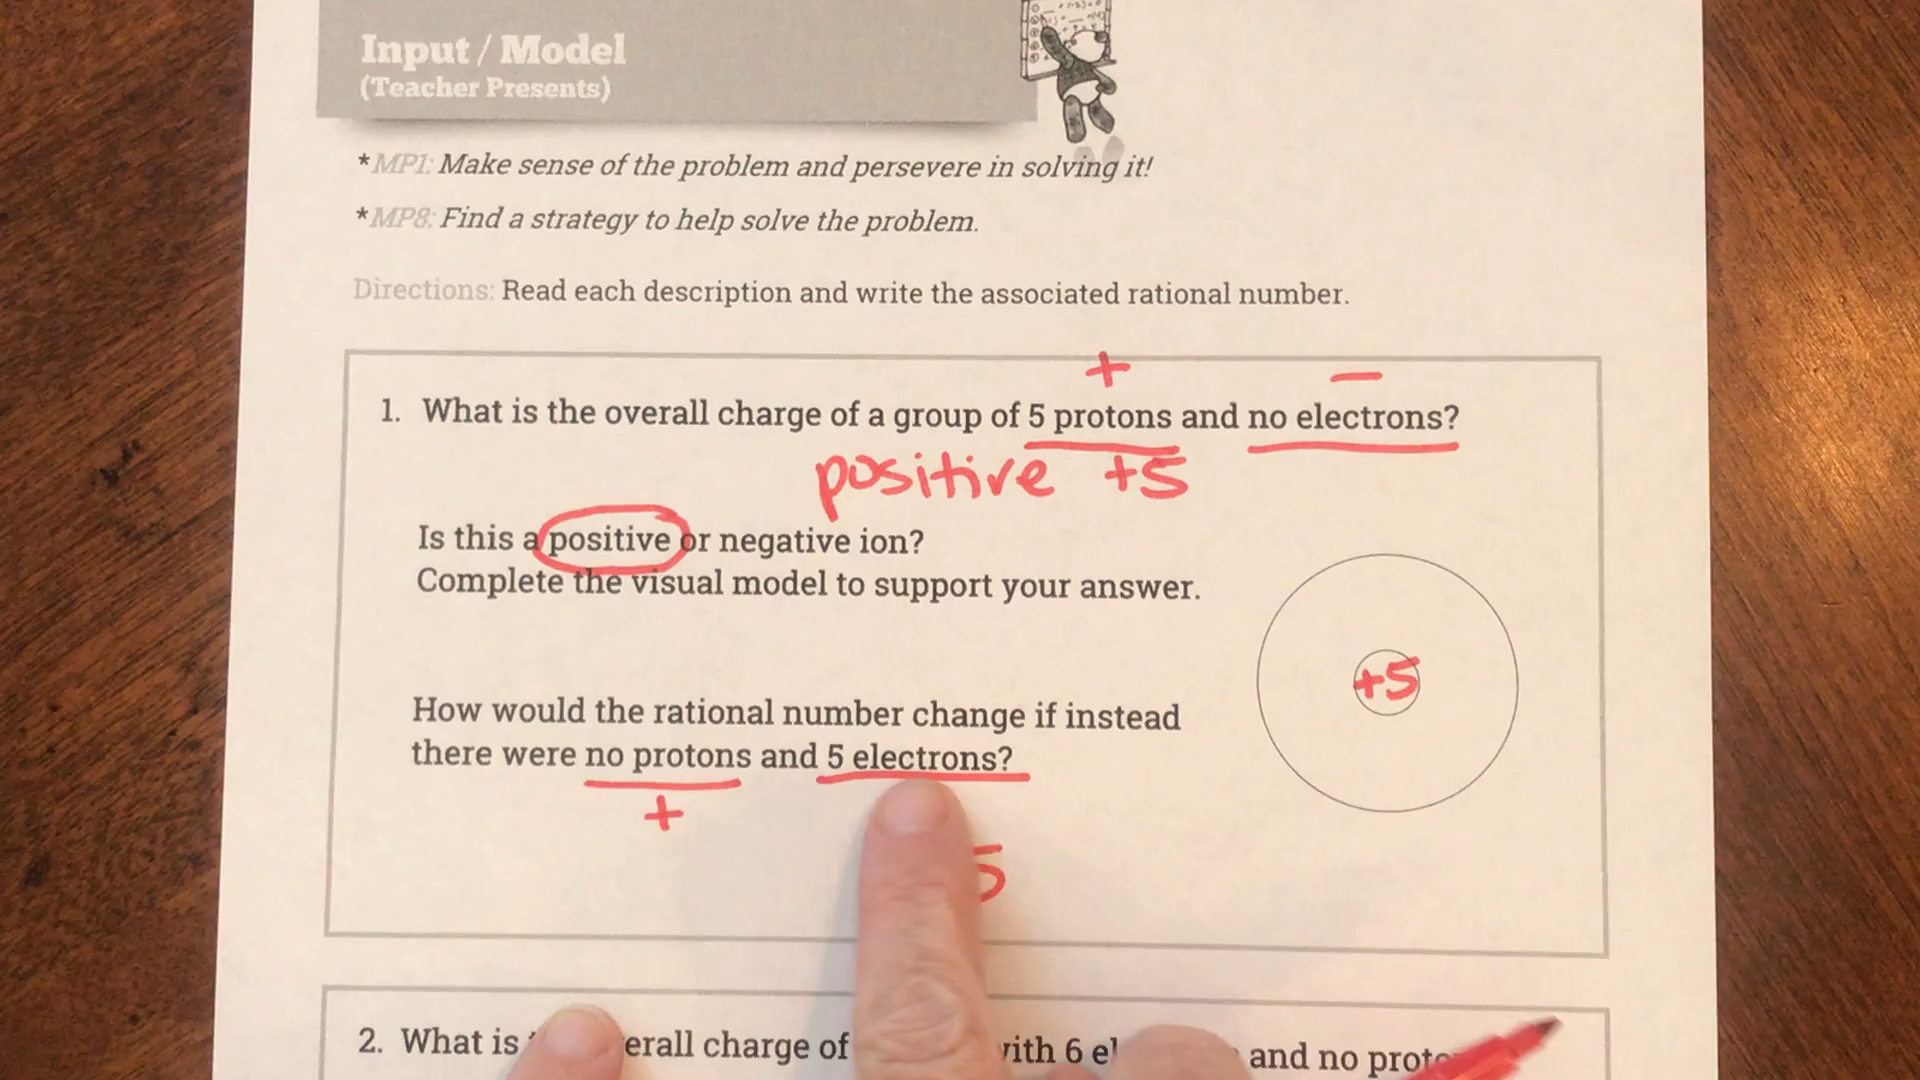 Input / Model
(Teacher Presents)
*MP1: Make sense of the problem and persevere in solving it!
*MP8: Find a strategy to help solve the problem.
Directions: Read each description and write the associated rational number.
+ −
1. What is the overall charge of a group of 5 protons and no electrons?
positive +5
Is this a positive or negative ion?
Complete the visual model to support your answer.
+5
How would the rational number change if instead
there were no protons and 5 electrons?
+
5
2. What is erall charge of with 6 el and no proto